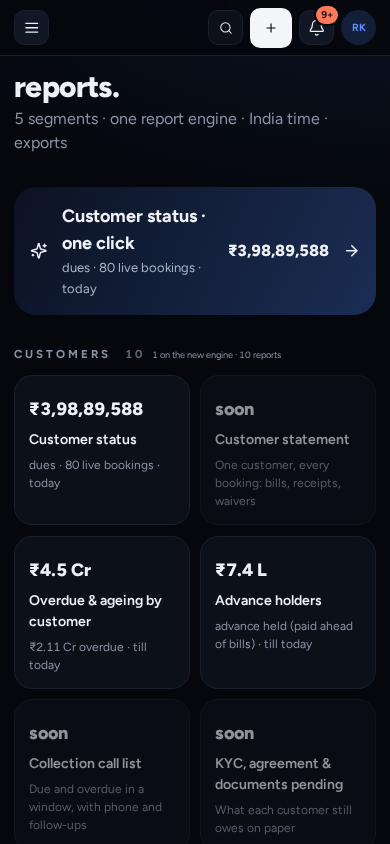 9+
RK
reports.
5 segments · one report engine · India time ·
exports
Customer status ·
one click
dues · 80 live bookings ·
today
₹3,98,89,588
CUSTOMERS 10 1 on the new engine · 10 reports
₹3,98,89,588
Customer status
dues · 80 live bookings ·
today
soon
Customer statement
One customer, every
booking: bills, receipts,
waivers
₹4.5 Cr
Overdue & ageing by
customer
₹2.11 Cr overdue · till
today
₹7.4 L
Advance holders
advance held (paid ahead
of bills) · till today
soon
Collection call list
Due and overdue in a
window, with phone and
follow-ups
soon
KYC, agreement &
documents pending
What each customer still
owes on paper